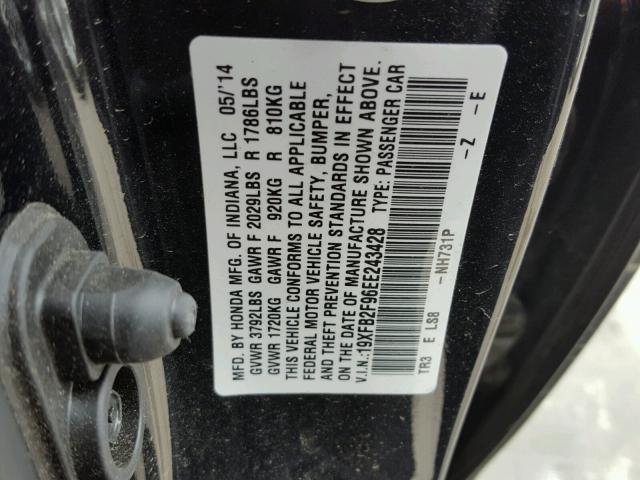 MFD. BY HONDA MFG. OF INDIANA, LLC 05/'14
GVWR 3792LBS GAWR F 2029LBS R 1786LBS
GVWR 1720KG GAWR F 920KG R 810KG
THIS VEHICLE CONFORMS TO ALL APPLICABLE
FEDERAL MOTOR VEHICLE SAFETY, BUMPER,
AND THEFT PREVENTION STANDARDS IN EFFECT
ON THE DATE OF MANUFACTURE SHOWN ABOVE.
V.I.N.:19XFB2F96EE243428 TYPE: PASSENGER CAR
TR3 E LS8 -NH731P -Z -E